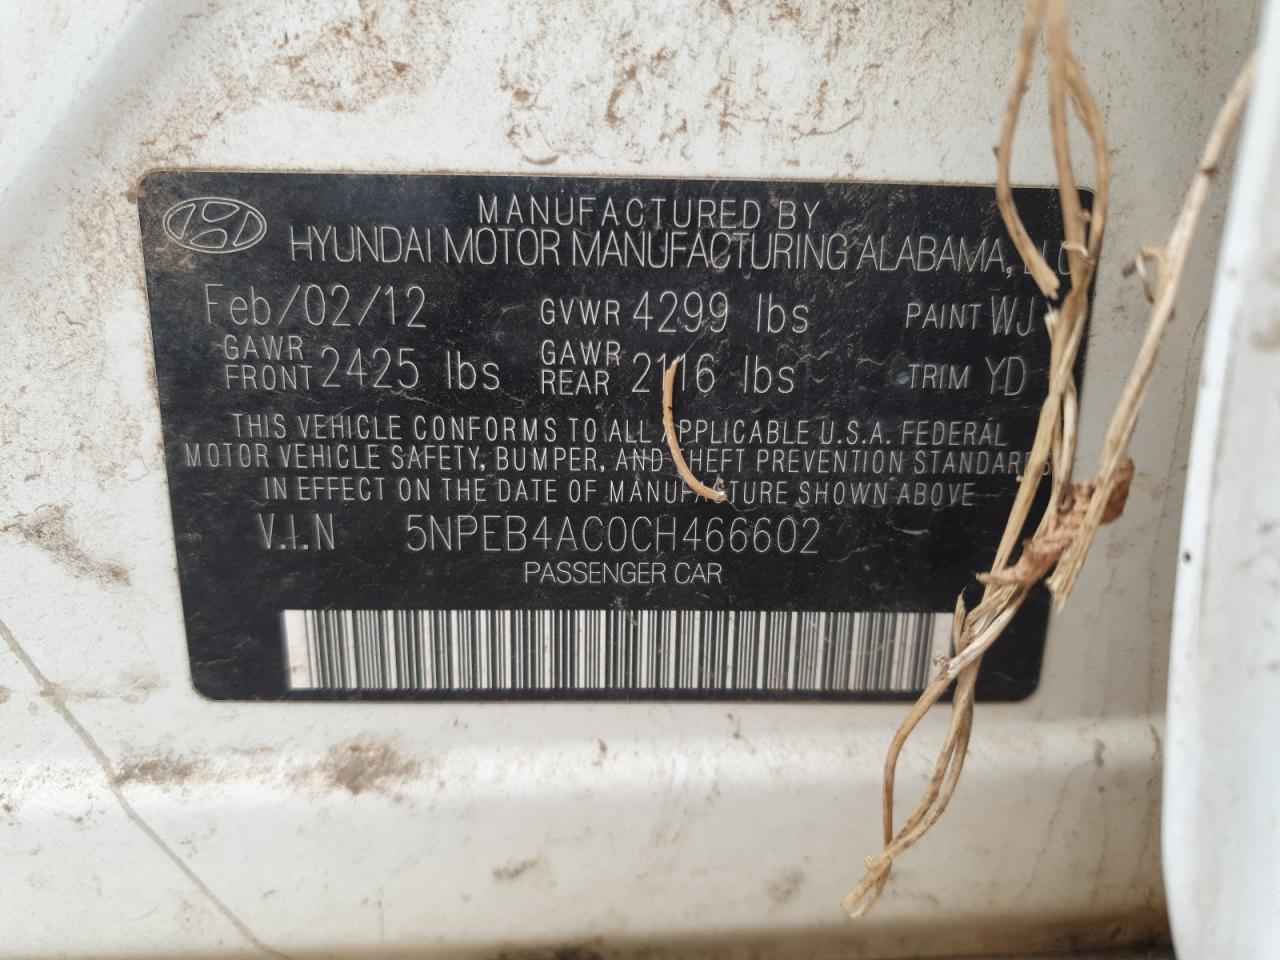 MANUFACTURED BY
HYUNDAI MOTOR MANUFACTURING ALABAMA, LLC
Feb/02/12 GVWR 4299 lbs PAINT WJ
GAWR FRONT 2425 lbs GAWR REAR 2116 lbs TRIM YD
THIS VEHICLE CONFORMS TO ALL APPLICABLE U.S.A. FEDERAL
MOTOR VEHICLE SAFETY, BUMPER, AND THEFT PREVENTION STANDARDS
IN EFFECT ON THE DATE OF MANUFACTURE SHOWN ABOVE
V.I.N 5NPEB4AC0CH466602
PASSENGER CAR